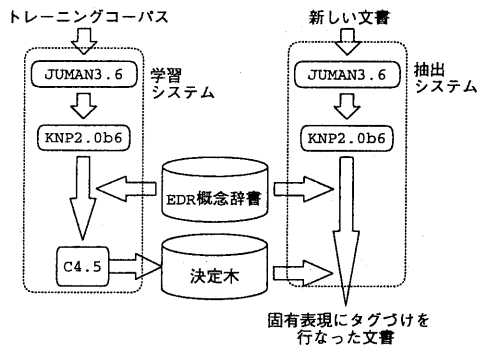 トレーニングコーパス
JUMAN3.6
学習
システム
KNP2.0b6
C4.5
EDR概念辞書
決定木
新しい文書
JUMAN3.6
抽出
システム
KNP2.0b6
固有表現にタグづけを
行なった文書